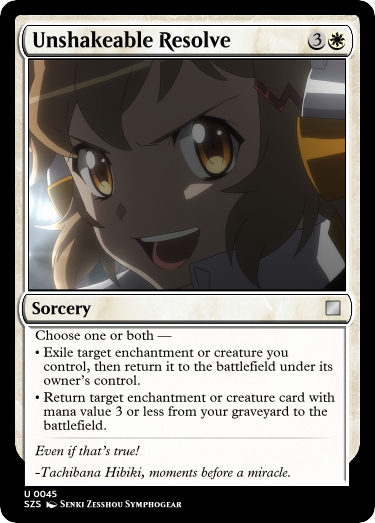 Unshakeable Resolve 3
Sorcery
Choose one or both —
• Exile target enchantment or creature you
control, then return it to the battlefield under its
owner's control.
• Return target enchantment or creature card with
mana value 3 or less from your graveyard to the
battlefield.
Even if that's true!
-Tachibana Hibiki, moments before a miracle.
U 0045
SZS Senki Zesshou Symphogear